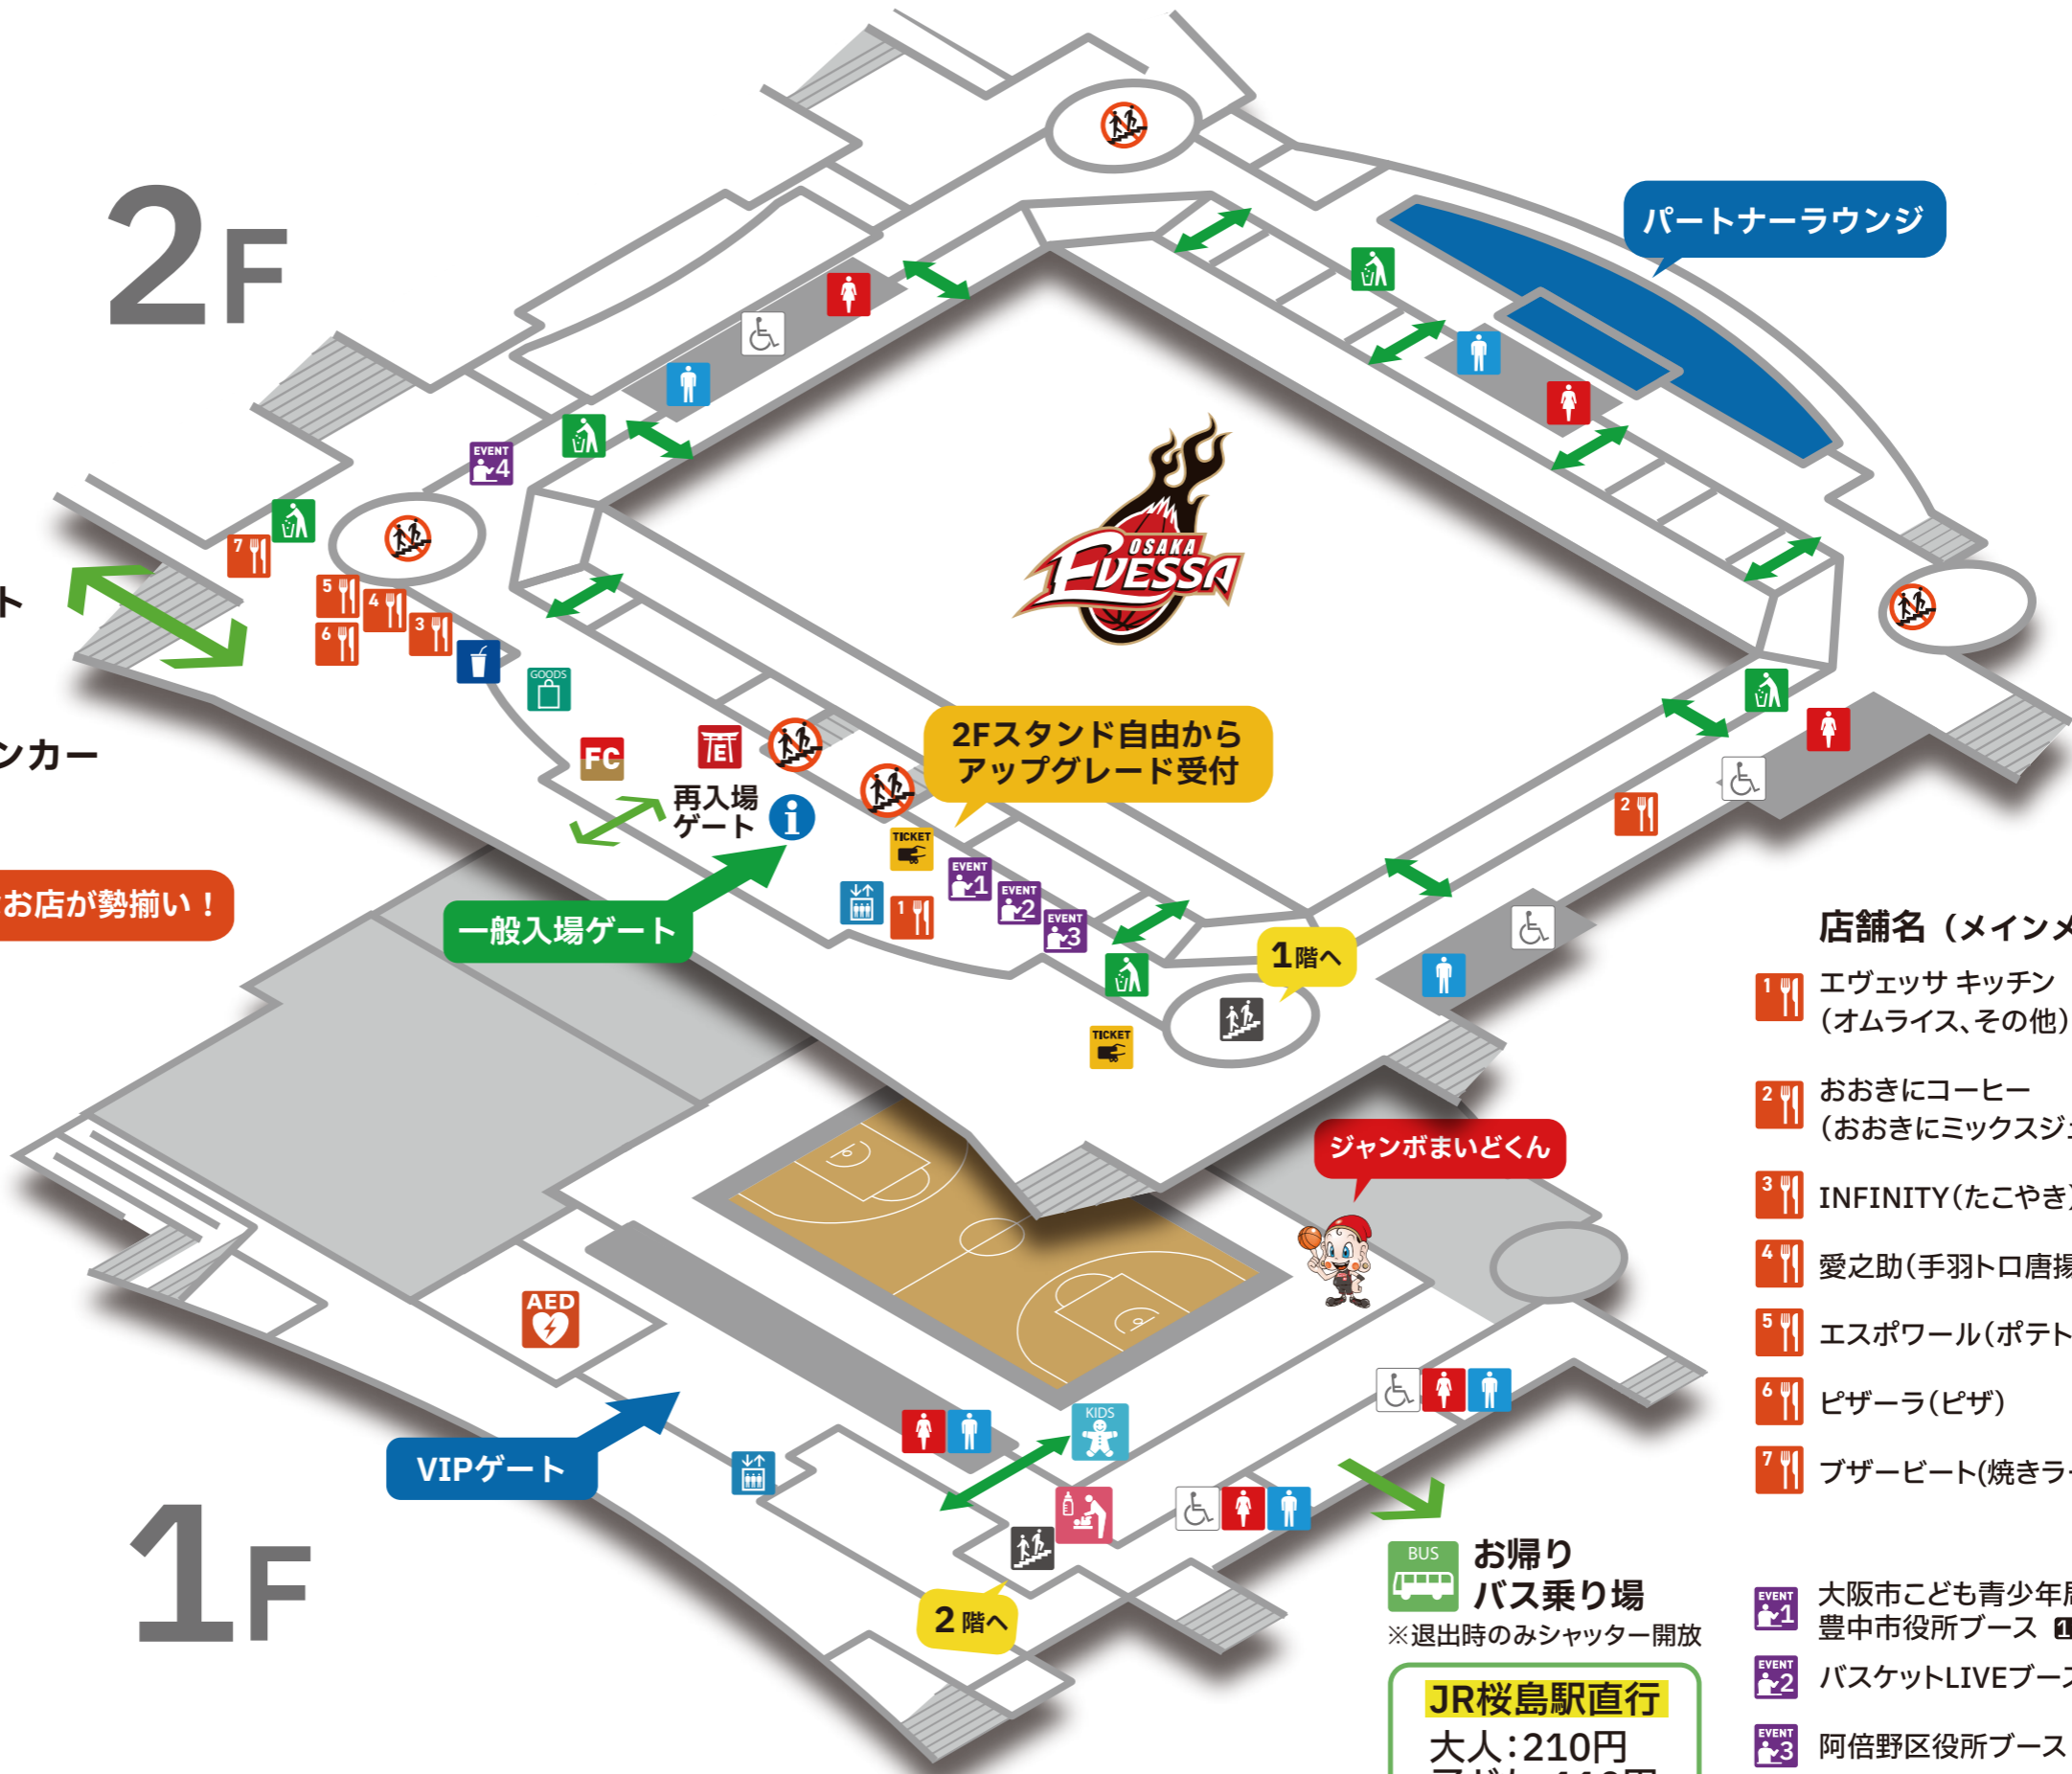 2F
パートナーラウンジ
EVENT
4
7
5
4
6
3
OSAKA
EVESSA
ト
GOODS
ンカー
FC
E
再入場
ゲート
i
2Fスタンド自由から
アップグレード受付
TICKET
2
お店が勢揃い！
一般入場ゲート
1
EVENT
1
EVENT
2
EVENT
3
1階へ
TICKET
ジャンボまいどくん
AED
VIPゲート
KIDS
1F
2階へ
BUS
お帰り
バス乗り場
※退出時のみシャッター開放
JR桜島駅直行
大人：210円
店舗名（メインメ
1 エヴェッサ キッチン
（オムライス、その他）
2 おおきにコーヒー
（おおきにミックスジュ
3 INFINITY（たこやき）
4 愛之助（手羽トロ唐揚
5 エスポワール（ポテト
6 ピザーラ（ピザ）
7 ブザービート(焼きラー
EVENT
1 大阪市こども青少年局
豊中市役所ブース 1
EVENT
2 バスケットLIVEブース
EVENT
3 阿倍野区役所ブース